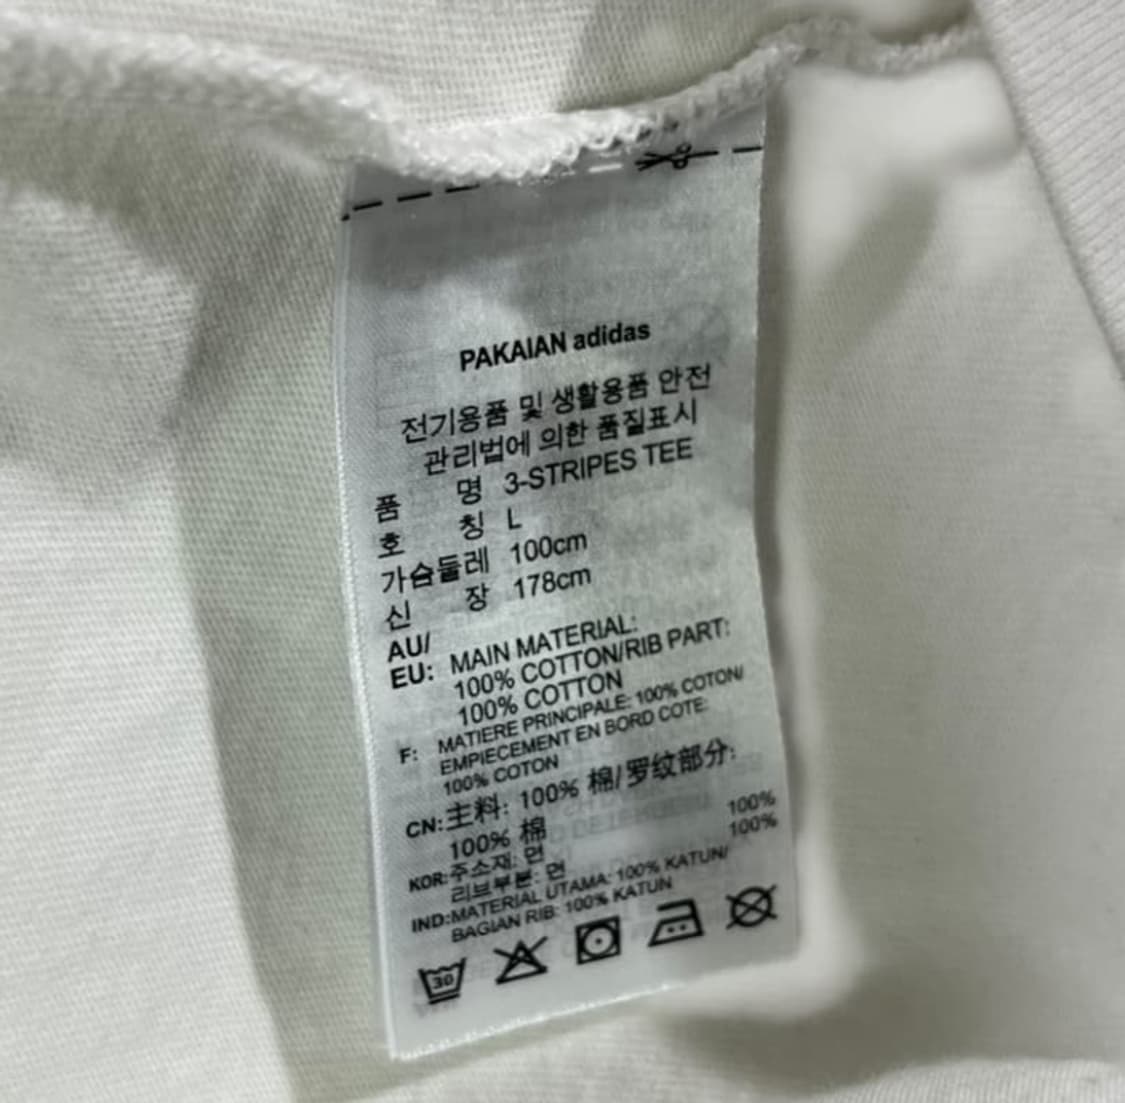 PAKAIAN adidas
전기용품 및 생활용품 안전
관리법에 의한 품질표시
품 명 3-STRIPES TEE
호 칭 L
가슴둘레 100cm
신 장 178cm
AU/
EU: MAIN MATERIAL:
100% COTTON/RIB PART:
100% COTTON
F: MATIERE PRINCIPALE: 100% COTON/
EMPIECEMENT EN BORD COTE:
100% COTON
CN:主料: 100% 棉/罗纹部分:
100% 棉
KOR:주소재: 면 100%
리브부분: 면 100%
IND:MATERIAL UTAMA: 100% KATUN/
BAGIAN RIB: 100% KATUN
30